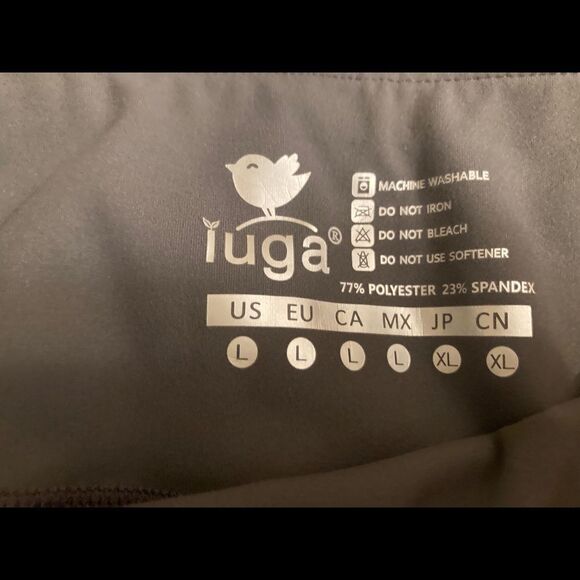 MACHINE WASHABLE
DO NOT IRON
DO NOT BLEACH
DO NOT USE SOFTENER
iuga®
77% POLYESTER 23% SPANDEX
US EU CA MX JP CN
L L L L XL XL